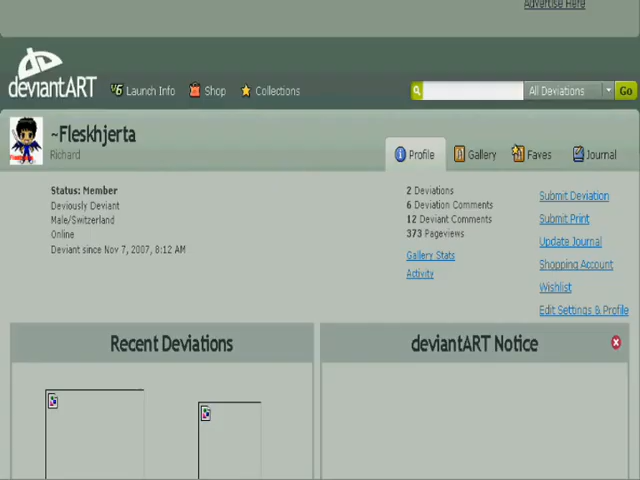 Advertise Here
deviantART
V6 Launch Info
Shop
Collections
All Deviations
Go
~Fleskhjerta
Richard
Profile
Gallery
Faves
Journal
Status: Member
Deviously Deviant
Male/Switzerland
Online
Deviant since Nov 7, 2007, 8:12 AM
2 Deviations
6 Deviation Comments
12 Deviant Comments
373 Pageviews
Gallery Stats
Activity
Submit Deviation
Submit Print
Update Journal
Shopping Account
Wishlist
Edit Settings & Profile
Recent Deviations
deviantART Notice